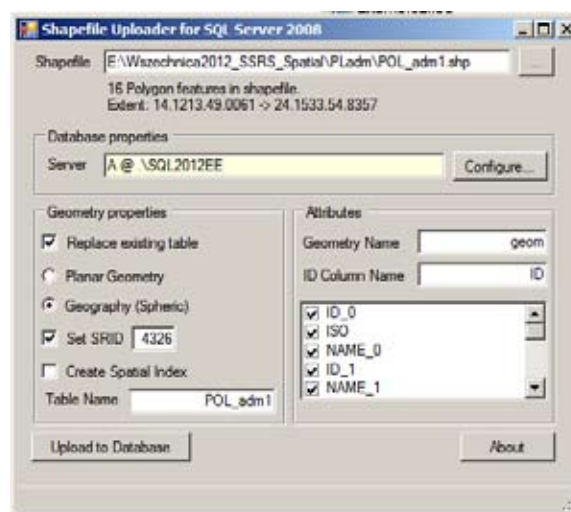 Shapefile Uploader for SQL Server 2008
Shapefile E:\Wszechnica2012_SSRS_Spatial\PLadm\POL_adm1.shp ...
16 Polygon features in shapefile.
Extent: 14.1213.49.0061 -> 24.1533.54.8357
Database properties
Server A @ .\SQL2012EE Configure...
Geometry properties
Replace existing table
Planar Geometry
Geography (Spheric)
Set SRID 4326
Create Spatial Index
Table Name POL_adm1
Attributes
Geometry Name geom
ID Column Name ID
ID_0
ISO
NAME_0
ID_1
NAME_1
Upload to Database About